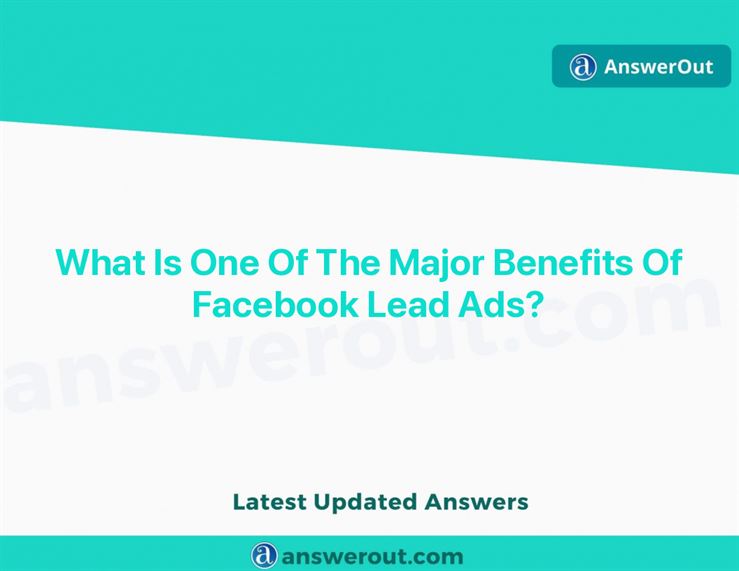 AnswerOut
What Is One Of The Major Benefits Of
Facebook Lead Ads?
answerout.com
Latest Updated Answers
answerout.com